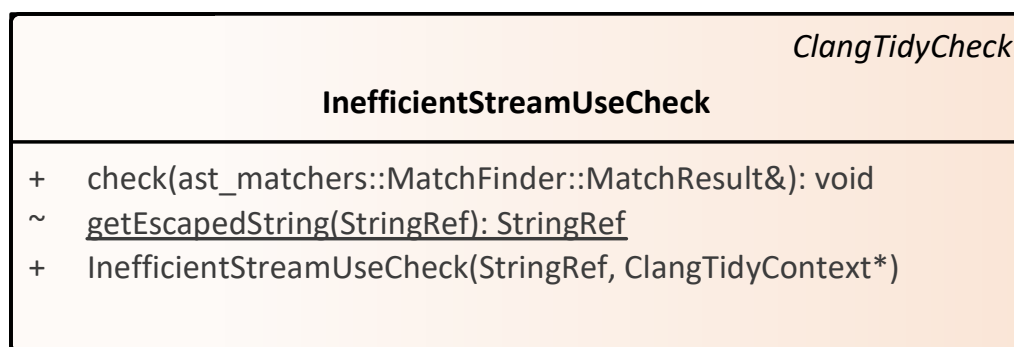 ClangTidyCheck
InefficientStreamUseCheck
+ check(ast_matchers::MatchFinder::MatchResult&): void
~ getEscapedString(StringRef): StringRef
+ InefficientStreamUseCheck(StringRef, ClangTidyContext*)